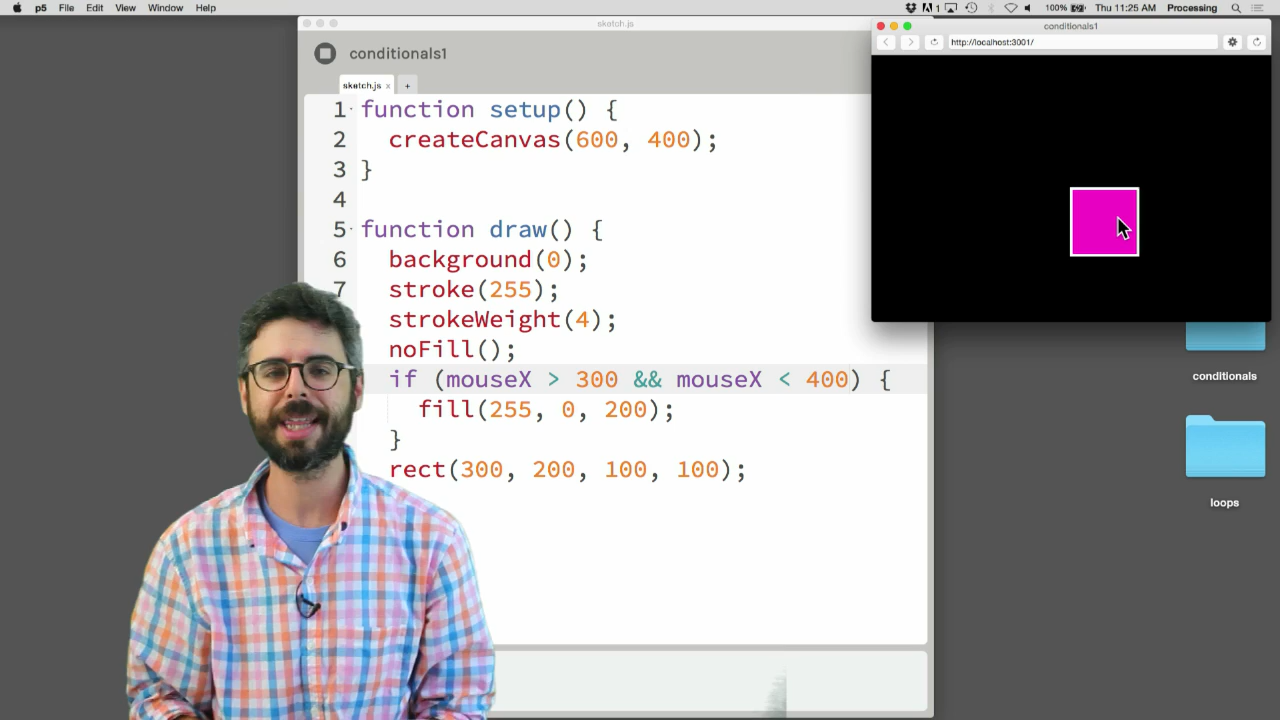 p5 File Edit View Window Help 1 100% Thu 11:25 AM Processing
sketch.js
conditionals1
sketch.js × +
1 function setup() {
2 createCanvas(600, 400);
3 }
4
5 function draw() {
6 background(0);
7 stroke(255);
strokeWeight(4);
noFill();
if (mouseX > 300 && mouseX < 400) {
fill(255, 0, 200);
}
rect(300, 200, 100, 100);
conditionals1
http://localhost:3001/
conditionals
loops